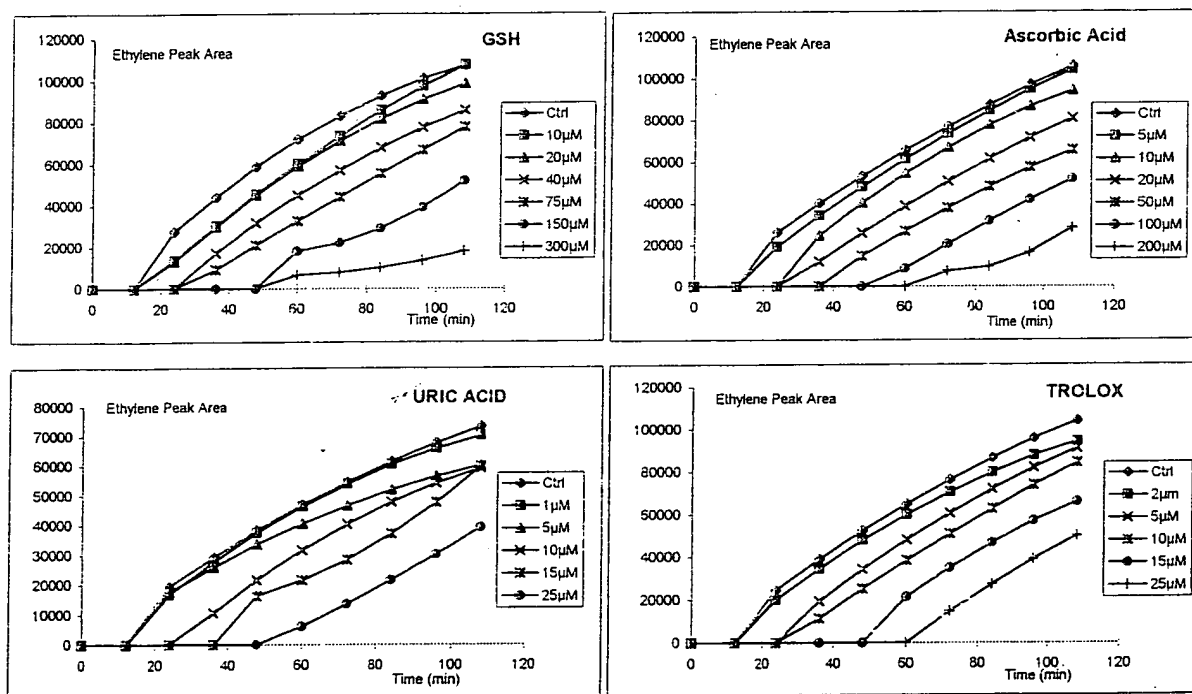 GSH
Ethylene Peak Area
120000
100000
80000
60000
40000
20000
0
0 20 40 60 80 100 120
Time (min)
Ctrl
10µM
20µM
40µM
75µM
150µM
300µM
Ascorbic Acid
Ethylene Peak Area
120000
100000
80000
60000
40000
20000
0
0 20 40 60 80 100 120
Time (min)
Ctrl
5µM
10µM
20µM
50µM
100µM
200µM
URIC ACID
Ethylene Peak Area
80000
70000
60000
50000
40000
30000
20000
10000
0
0 20 40 60 80 100 120
Time (min)
Ctrl
1µM
5µM
10µM
15µM
25µM
TROLOX
Ethylene Peak Area
120000
100000
80000
60000
40000
20000
0
0 20 40 60 80 100 120
Time (min)
Ctrl
2µm
5µM
10µM
15µM
25µM